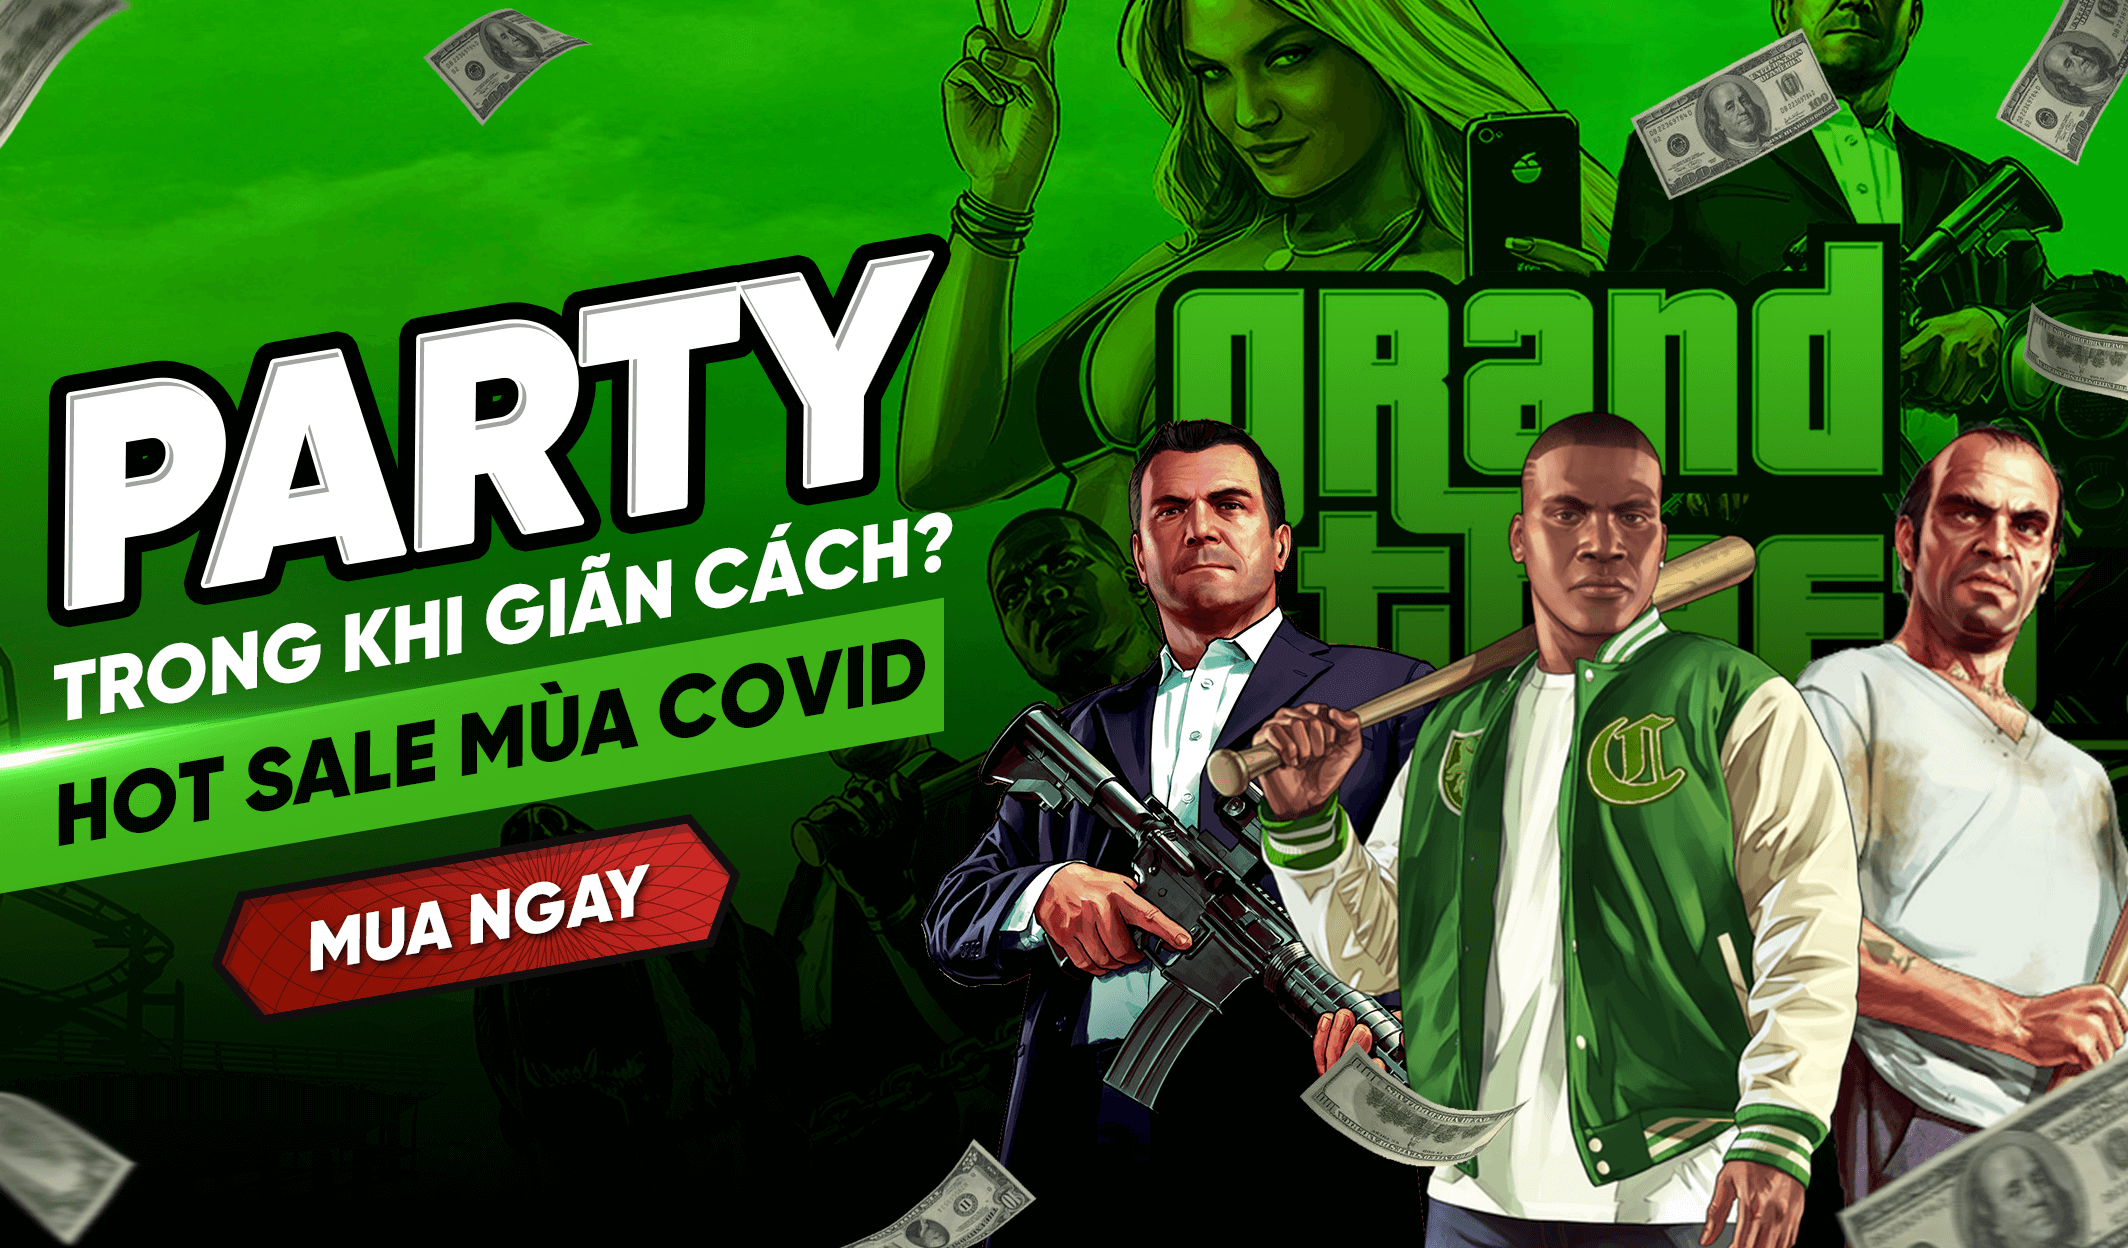 PARTY
TRONG KHI GIÃN CÁCH?
HOT SALE MÙA COVID
MUA NGAY
grand